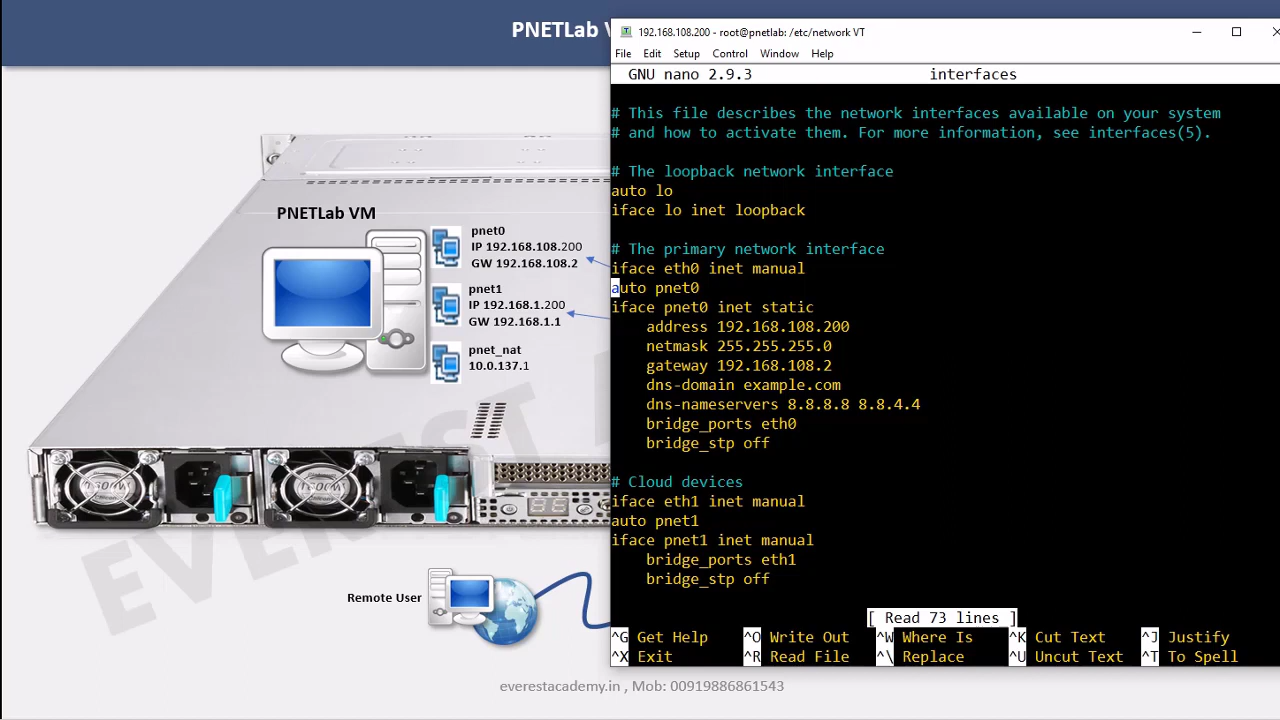 PNETLab V
192.168.108.200 - root@pnetlab: /etc/network VT
File Edit Setup Control Window Help
GNU nano 2.9.3 interfaces
# This file describes the network interfaces available on your system
# and how to activate them. For more information, see interfaces(5).
# The loopback network interface
auto lo
iface lo inet loopback
# The primary network interface
iface eth0 inet manual
auto pnet0
iface pnet0 inet static
address 192.168.108.200
netmask 255.255.255.0
gateway 192.168.108.2
dns-domain example.com
dns-nameservers 8.8.8.8 8.8.4.4
bridge_ports eth0
bridge_stp off
# Cloud devices
iface eth1 inet manual
auto pnet1
iface pnet1 inet manual
bridge_ports eth1
bridge_stp off
[ Read 73 lines ]
^G Get Help ^O Write Out ^W Where Is ^K Cut Text ^J Justify
^X Exit ^R Read File ^\ Replace ^U Uncut Text ^T To Spell
PNETLab VM
pnet0
IP 192.168.108.200
GW 192.168.108.2
pnet1
IP 192.168.1.200
GW 192.168.1.1
pnet_nat
10.0.137.1
Remote User
EVEREST A
everestacademy.in , Mob: 00919886861543